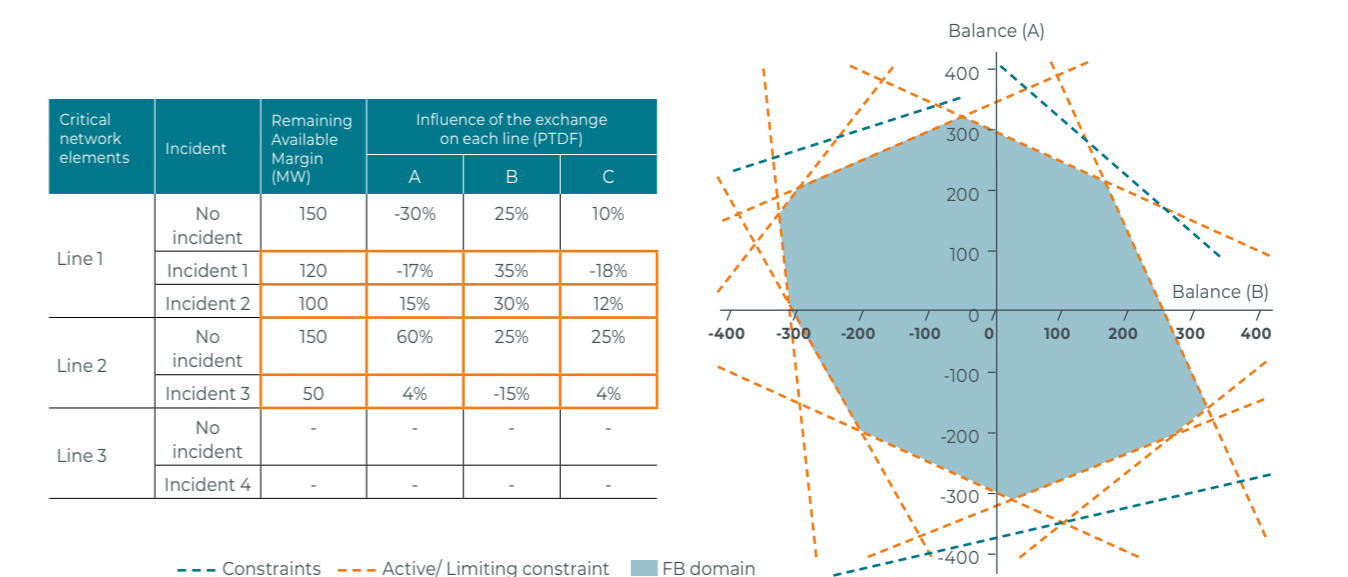 Critical
network
elements
Incident
Remaining
Available
Margin
(MW)
Influence of the exchange
on each line (PTDF)
A B C
Line 1
No
incident
150 -30% 25% 10%
Incident 1 120 -17% 35% -18%
Incident 2 100 15% 30% 12%
Line 2
No
incident
150 60% 25% 25%
Incident 3 50 4% -15% 4%
Line 3
No
incident
- - - -
Incident 4 - - - -
Balance (A)
400
300
200
100
0
-100
-200
-300
-400
Balance (B)
-400 -300 -200 -100 0 100 200 300 400
Constraints Active/ Limiting constraint FB domain